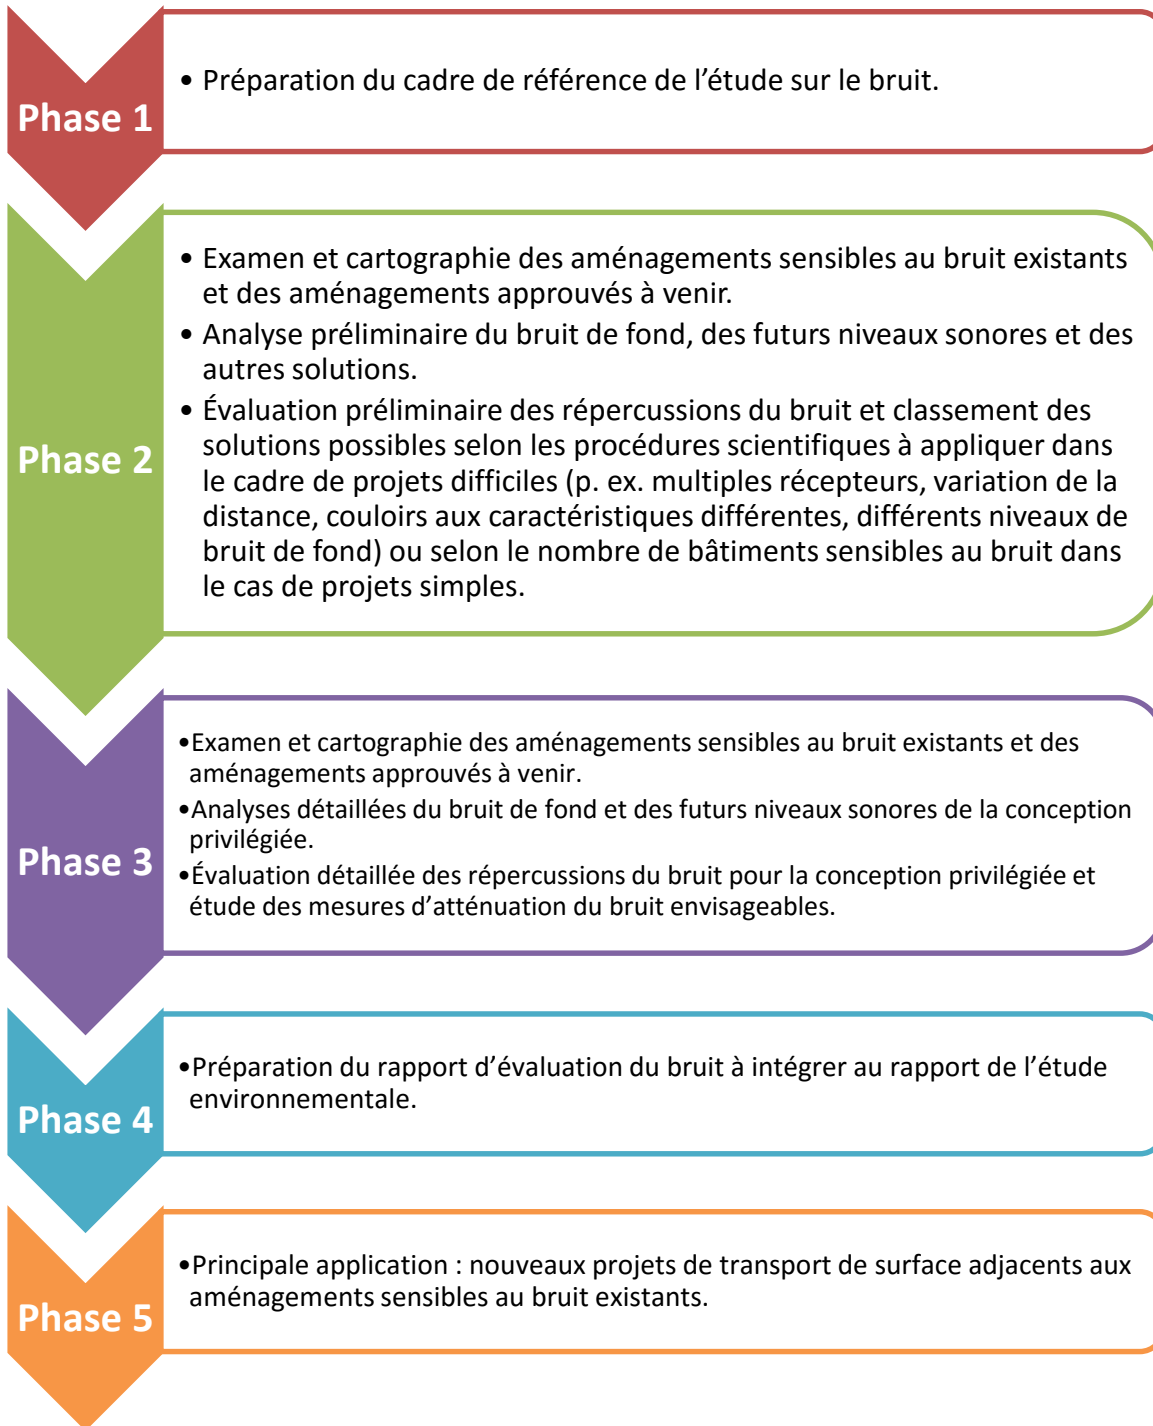 Phase 1
• Préparation du cadre de référence de l’étude sur le bruit.
Phase 2
• Examen et cartographie des aménagements sensibles au bruit existants
et des aménagements approuvés à venir.
• Analyse préliminaire du bruit de fond, des futurs niveaux sonores et des
autres solutions.
• Évaluation préliminaire des répercussions du bruit et classement des
solutions possibles selon les procédures scientifiques à appliquer dans
le cadre de projets difficiles (p. ex. multiples récepteurs, variation de la
distance, couloirs aux caractéristiques différentes, différents niveaux de
bruit de fond) ou selon le nombre de bâtiments sensibles au bruit dans
le cas de projets simples.
Phase 3
•Examen et cartographie des aménagements sensibles au bruit existants et des
aménagements approuvés à venir.
•Analyses détaillées du bruit de fond et des futurs niveaux sonores de la conception
privilégiée.
•Évaluation détaillée des répercussions du bruit pour la conception privilégiée et
étude des mesures d’atténuation du bruit envisageables.
Phase 4
•Préparation du rapport d’évaluation du bruit à intégrer au rapport de l’étude
environnementale.
Phase 5
•Principale application : nouveaux projets de transport de surface adjacents aux
aménagements sensibles au bruit existants.